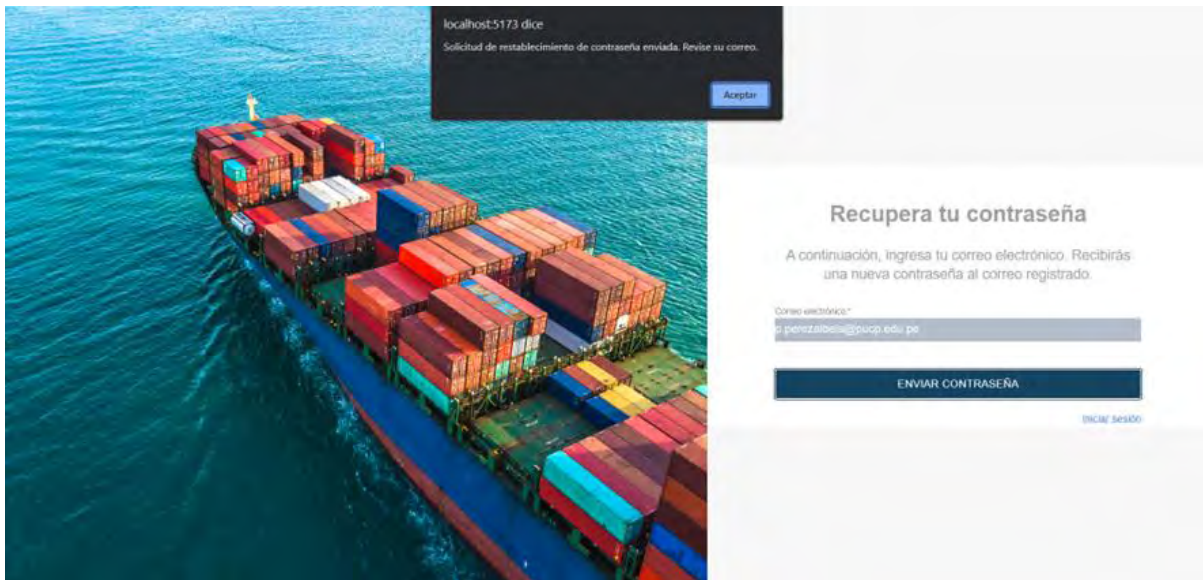 localhost:5173 dice
Solicitud de restablecimiento de contraseña enviada. Revise su correo.
Aceptar
Recupera tu contraseña
A continuación, ingresa tu correo electrónico. Recibirás
una nueva contraseña al correo registrado.
Correo electrónico*
ENVIAR CONTRASEÑA
Iniciar sesión